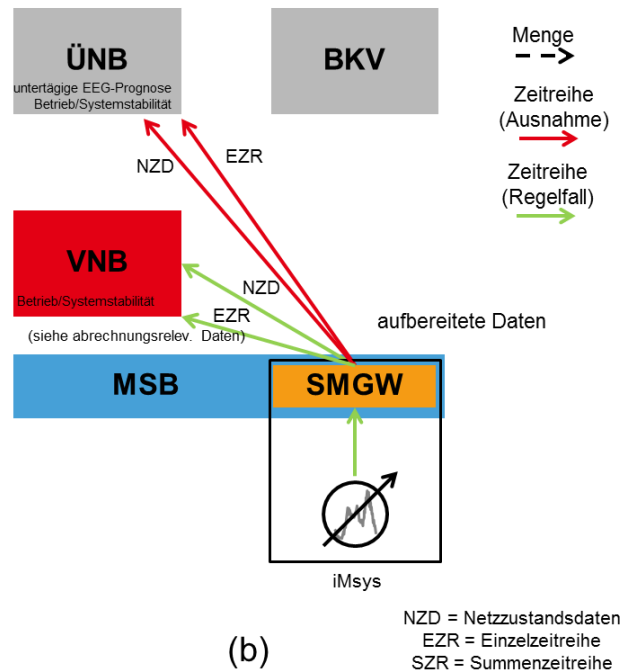 ÜNB
untertägige EEG-Prognose
Betrieb/Systemstabilität
BKV
Menge
Zeitreihe
(Ausnahme)
Zeitreihe
(Regelfall)
NZD
EZR
VNB
Betrieb/Systemstabilität
NZD
EZR
(siehe abrechnungsrelev. Daten)
aufbereitete Daten
MSB
SMGW
iMsys
(b)
NZD = Netzzustandsdaten
EZR = Einzelzeitreihe
SZR = Summenzeitreihe